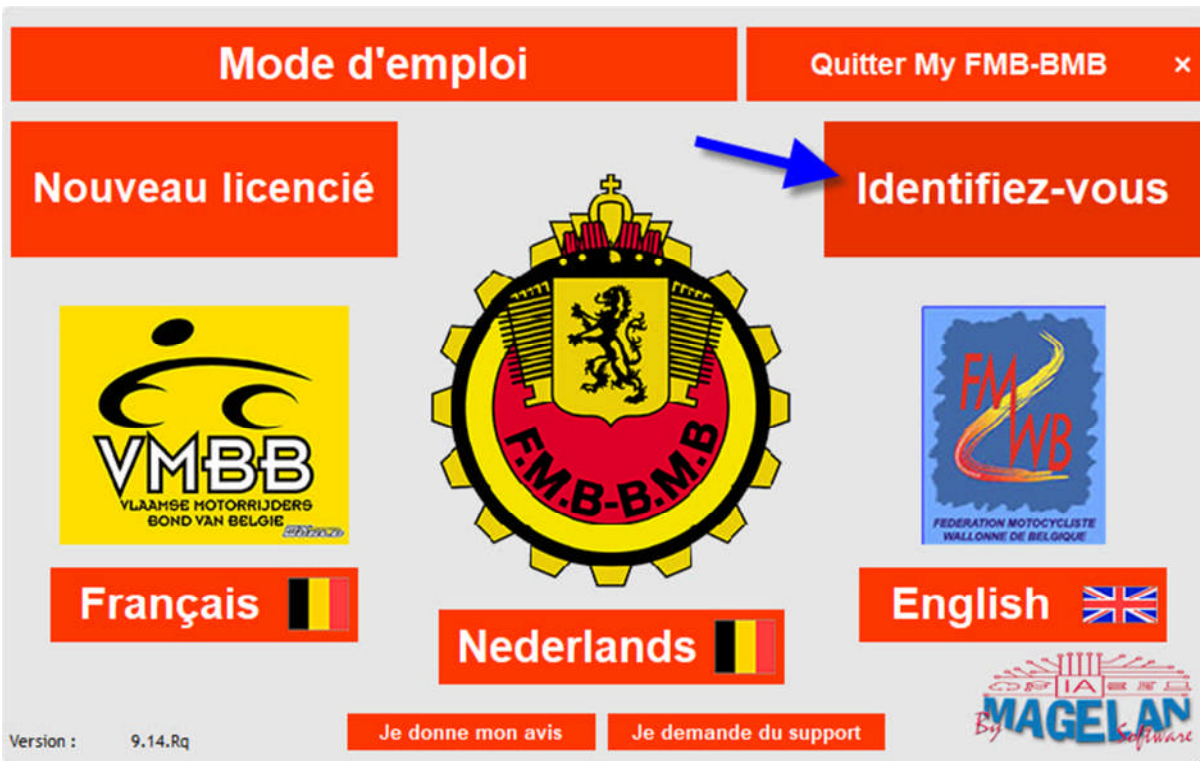 Mode d'emploi
Quitter My FMB-BMB ×
Nouveau licencié
Identifiez-vous
F.M.B-B.M.B
VMBB
VLAAMSE MOTORRIJDERS
BOND VAN BELGIE
FM
WB
FEDERATION MOTOCYCLISTE
WALLONNE DE BELGIQUE
Français
Nederlands
English
Je donne mon avis
Je demande du support
Version : 9.14.Rq
IA
By MAGELAN
Software